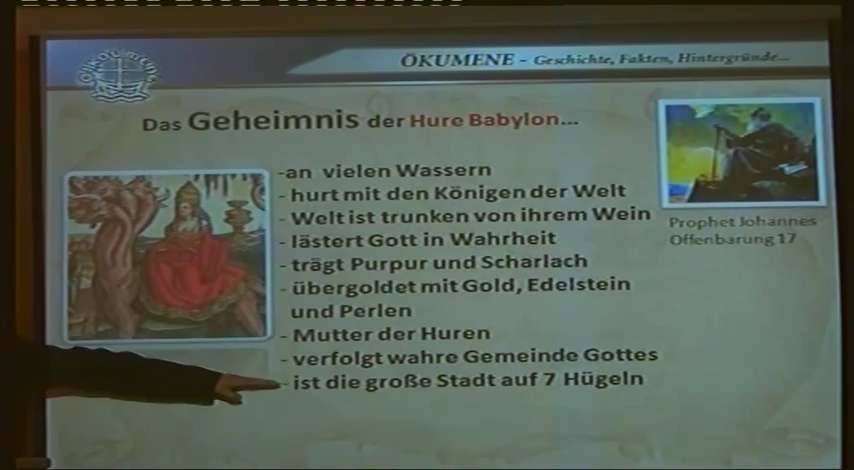 ÖKUMENE - Geschichte, Fakten, Hintergründe...
Das Geheimnis der Hure Babylon...
-an vielen Wassern
- hurt mit den Königen der Welt
- Welt ist trunken von ihrem Wein
- lästert Gott in Wahrheit
- trägt Purpur und Scharlach
- übergoldet mit Gold, Edelstein
und Perlen
- Mutter der Huren
- verfolgt wahre Gemeinde Gottes
- ist die große Stadt auf 7 Hügeln
Prophet Johannes
Offenbarung 17